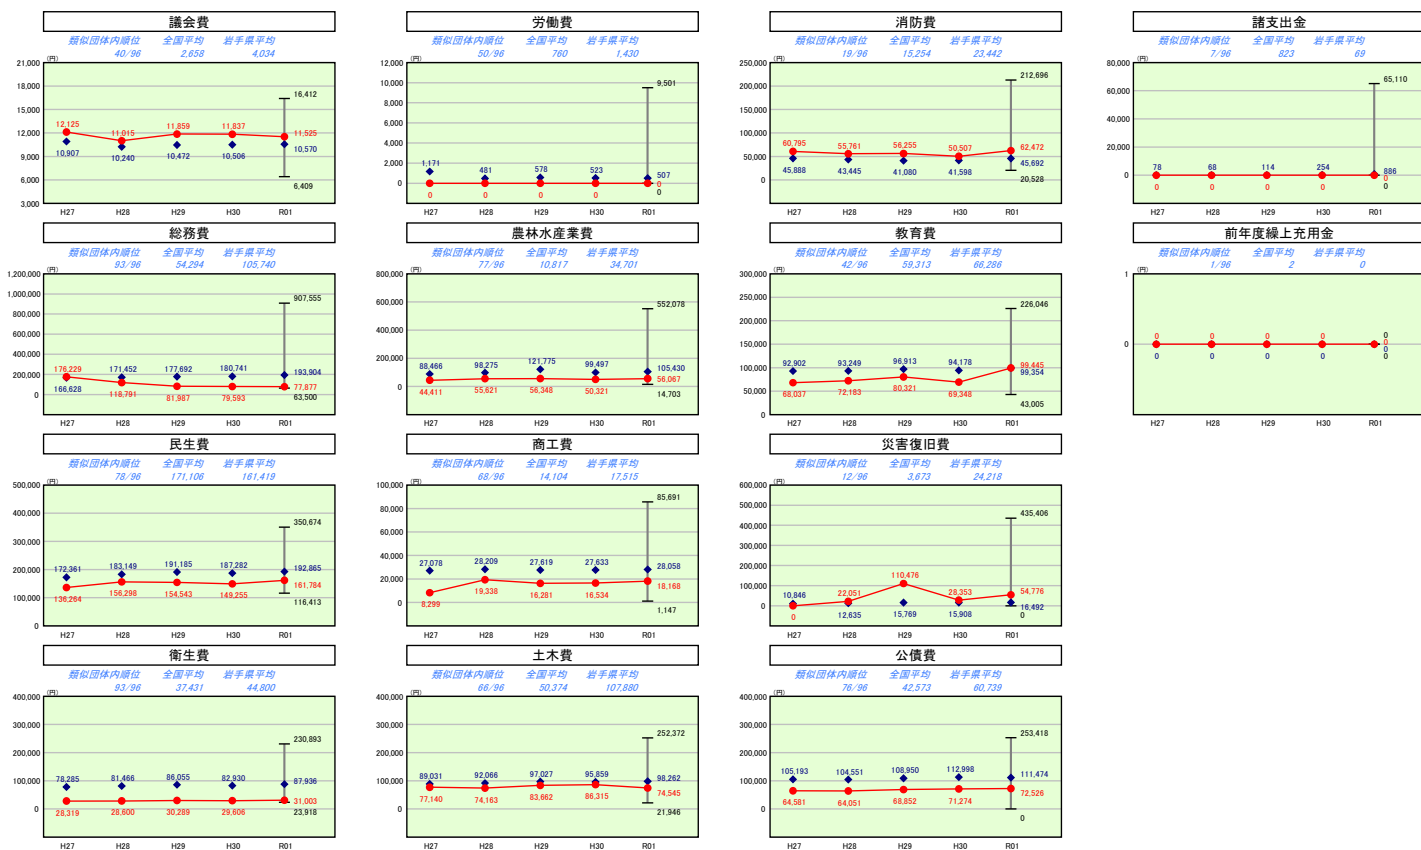 議会費
類似団体内順位 全国平均 岩手県平均
40/96 2,658 4,034
(円)
21,000
18,000
15,000
12,000
9,000
6,000
3,000
16,412
12,125 11,015 11,859 11,837 11,525
10,907 10,240 10,472 10,506 10,570
6,409
H27 H28 H29 H30 R01
労働費
類似団体内順位 全国平均 岩手県平均
50/96 760 1,430
(円)
12,000
10,000
8,000
6,000
4,000
2,000
0
9,501
1,171 481 578 523 507
0 0 0 0 0
0
H27 H28 H29 H30 R01
消防費
類似団体内順位 全国平均 岩手県平均
19/96 15,254 23,442
(円)
250,000
200,000
150,000
100,000
50,000
0
212,696
60,795 55,761 56,255 50,507 62,472
45,888 43,445 41,080 41,598 45,692
20,528
H27 H28 H29 H30 R01
諸支出金
類似団体内順位 全国平均 岩手県平均
7/96 823 69
(円)
80,000
60,000
40,000
20,000
0
65,110
78 68 114 254 886
0 0 0 0 0
0
H27 H28 H29 H30 R01
総務費
類似団体内順位 全国平均 岩手県平均
93/96 54,294 105,740
(円)
1,200,000
1,000,000
800,000
600,000
400,000
200,000
0
907,555
176,229 171,452 177,692 180,741 193,904
166,628 118,791 81,987 79,593 77,877
63,500
H27 H28 H29 H30 R01
農林水産業費
類似団体内順位 全国平均 岩手県平均
77/96 10,817 34,701
(円)
800,000
600,000
400,000
200,000
0
552,078
88,466 98,275 121,775 99,497 105,430
44,411 55,621 56,348 50,321 56,067
14,703
H27 H28 H29 H30 R01
教育費
類似団体内順位 全国平均 岩手県平均
42/96 59,313 66,286
(円)
300,000
250,000
200,000
150,000
100,000
50,000
0
226,046
92,902 93,249 96,913 94,178 99,445
68,037 72,183 80,321 69,348 99,354
43,005
H27 H28 H29 H30 R01
前年度繰上充用金
類似団体内順位 全国平均 岩手県平均
1/96 2 0
(円)
1
0
0
0 0 0 0 0
0 0 0 0 0
0
H27 H28 H29 H30 R01
民生費
類似団体内順位 全国平均 岩手県平均
78/96 171,106 161,419
(円)
500,000
400,000
300,000
200,000
100,000
0
350,674
172,361 183,149 191,185 187,282 192,865
136,264 156,298 154,543 149,255 161,784
116,413
H27 H28 H29 H30 R01
商工費
類似団体内順位 全国平均 岩手県平均
68/96 14,104 17,515
(円)
100,000
80,000
60,000
40,000
20,000
0
85,691
27,078 28,209 27,619 27,633 28,058
8,299 19,338 16,281 16,534 18,168
1,147
H27 H28 H29 H30 R01
災害復旧費
類似団体内順位 全国平均 岩手県平均
12/96 3,673 24,218
(円)
600,000
500,000
400,000
300,000
200,000
100,000
0
435,406
10,846 22,051 110,476 28,353 54,776
0 12,635 15,769 15,908 16,492
0
H27 H28 H29 H30 R01
衛生費
類似団体内順位 全国平均 岩手県平均
93/96 37,431 44,800
(円)
400,000
300,000
200,000
100,000
0
230,893
78,285 81,466 86,055 82,930 87,936
28,319 28,600 30,289 29,606 31,003
23,918
H27 H28 H29 H30 R01
土木費
類似団体内順位 全国平均 岩手県平均
66/96 50,374 107,880
(円)
400,000
300,000
200,000
100,000
0
252,372
89,031 92,066 97,027 95,859 98,262
77,140 74,163 83,662 86,315 74,545
21,946
H27 H28 H29 H30 R01
公債費
類似団体内順位 全国平均 岩手県平均
76/96 42,573 60,739
(円)
400,000
300,000
200,000
100,000
0
253,418
105,193 104,551 108,950 112,998 111,474
64,581 64,051 68,852 71,274 72,526
0
H27 H28 H29 H30 R01